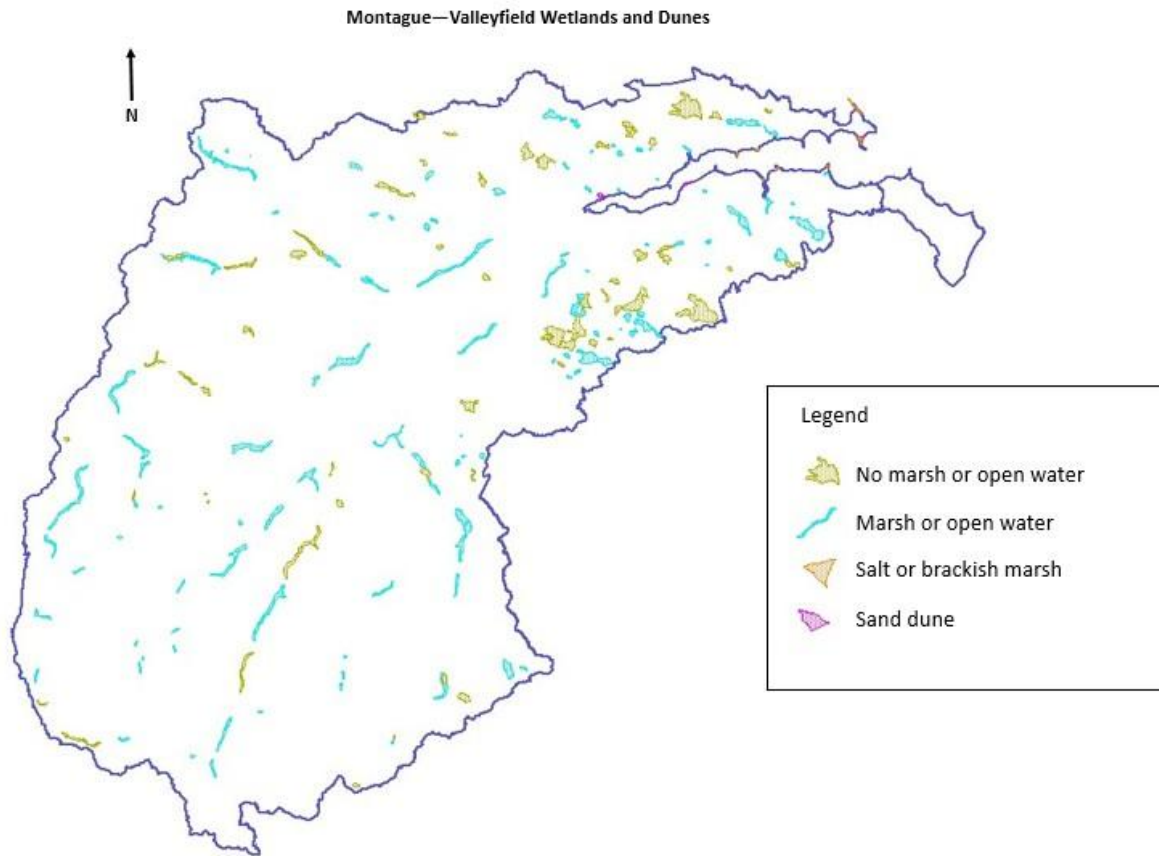 Montague—Valleyfield Wetlands and Dunes
N
Legend
No marsh or open water
Marsh or open water
Salt or brackish marsh
Sand dune